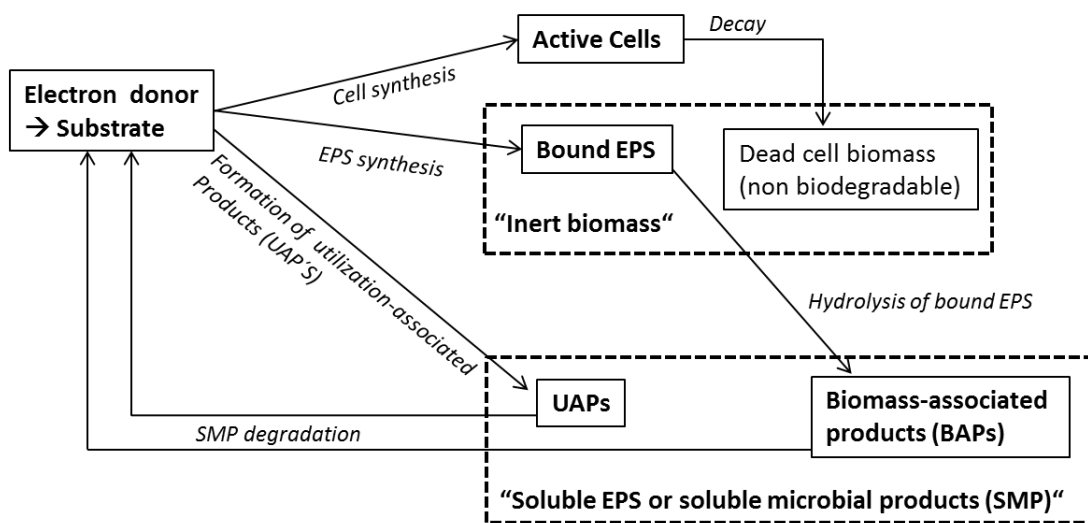 Active Cells
Decay
Electron donor
→ Substrate
Cell synthesis
EPS synthesis
Bound EPS
Dead cell biomass
(non biodegradable)
"Inert biomass"
Formation of utilization-associated
Products (UAP´S)
Hydrolysis of bound EPS
UAPs
Biomass-associated
products (BAPs)
SMP degradation
"Soluble EPS or soluble microbial products (SMP)"